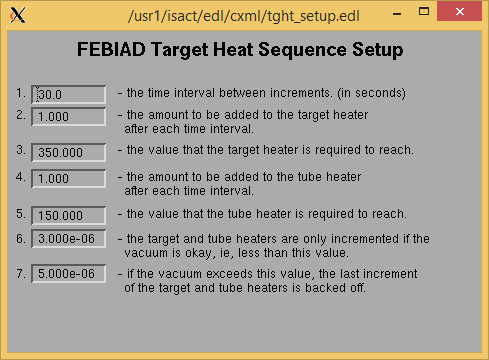 /usr1/isact/edl/cxml/tght_setup.edl
FEBIAD Target Heat Sequence Setup
1. 30.0 - the time interval between increments. (in seconds)
2. 1.000 - the amount to be added to the target heater
after each time interval.
3. 350.000 - the value that the target heater is required to reach.
4. 1.000 - the amount to be added to the tube heater
after each time interval.
5. 150.000 - the value that the tube heater is required to reach.
6. 3.000e-06 - the target and tube heaters are only incremented if the
vacuum is okay, ie, less than this value.
7. 5.000e-06 - if the vacuum exceeds this value, the last increment
of the target and tube heaters is backed off.